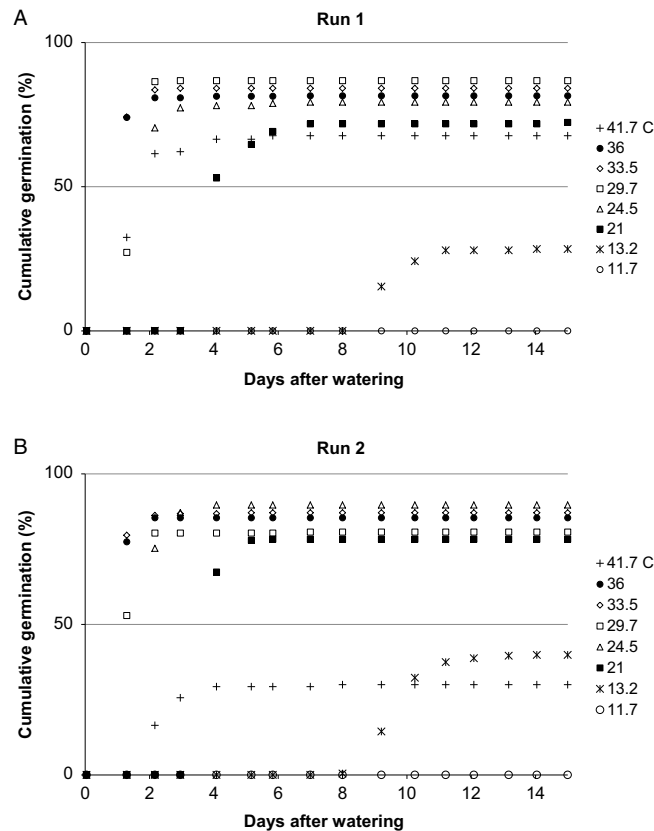 A
Run 1
100
50
0
Cumulative germination (%)
0 2 4 6 8 10 12 14
Days after watering
41.7 C
36
33.5
29.7
24.5
21
13.2
11.7
B
Run 2
100
50
0
Cumulative germination (%)
0 2 4 6 8 10 12 14
Days after watering
41.7 C
36
33.5
29.7
24.5
21
13.2
11.7